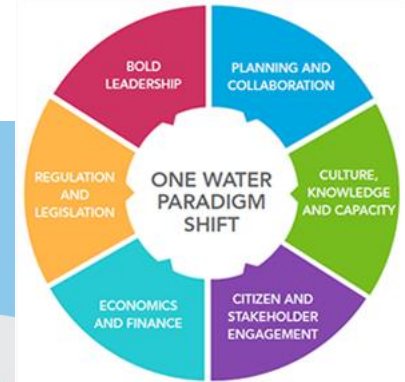 BOLD
LEADERSHIP
PLANNING AND
COLLABORATION
REGULATION
AND
LEGISLATION
ONE WATER
PARADIGM
SHIFT
CULTURE,
KNOWLEDGE
AND CAPACITY
ECONOMICS
AND FINANCE
CITIZEN AND
STAKEHOLDER
ENGAGEMENT